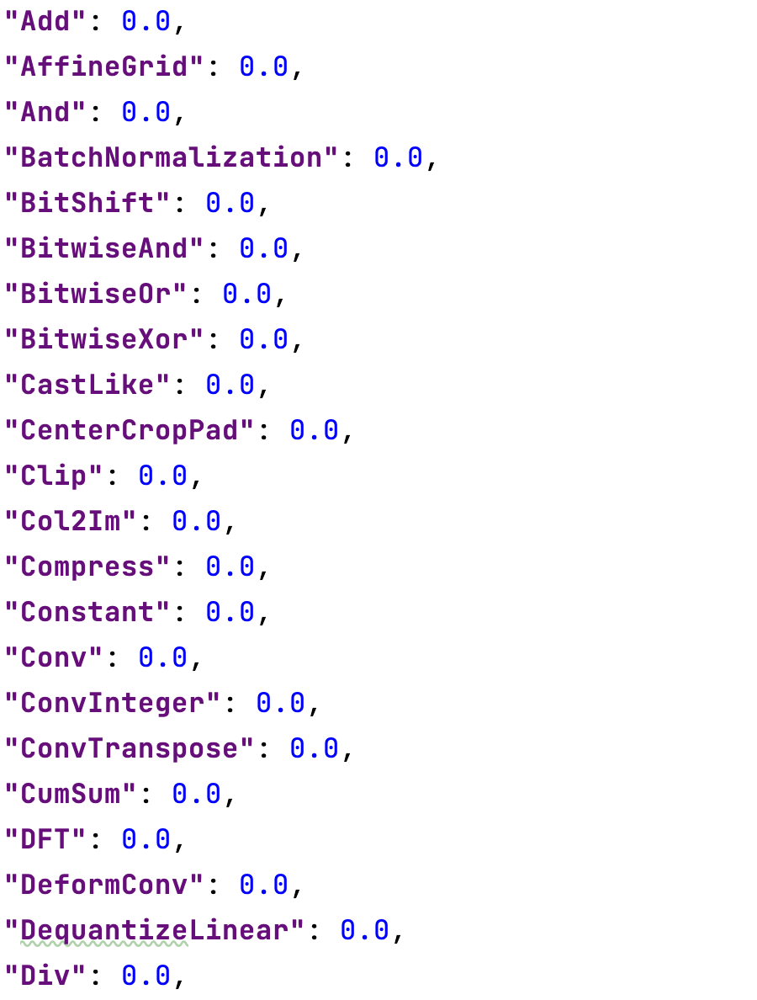 "Add": 0.0,
"AffineGrid": 0.0,
"And": 0.0,
"BatchNormalization": 0.0,
"BitShift": 0.0,
"BitwiseAnd": 0.0,
"BitwiseOr": 0.0,
"BitwiseXor": 0.0,
"CastLike": 0.0,
"CenterCropPad": 0.0,
"Clip": 0.0,
"Col2Im": 0.0,
"Compress": 0.0,
"Constant": 0.0,
"Conv": 0.0,
"ConvInteger": 0.0,
"ConvTranspose": 0.0,
"CumSum": 0.0,
"DFT": 0.0,
"DeformConv": 0.0,
"DequantizeLinear": 0.0,
"Div": 0.0,